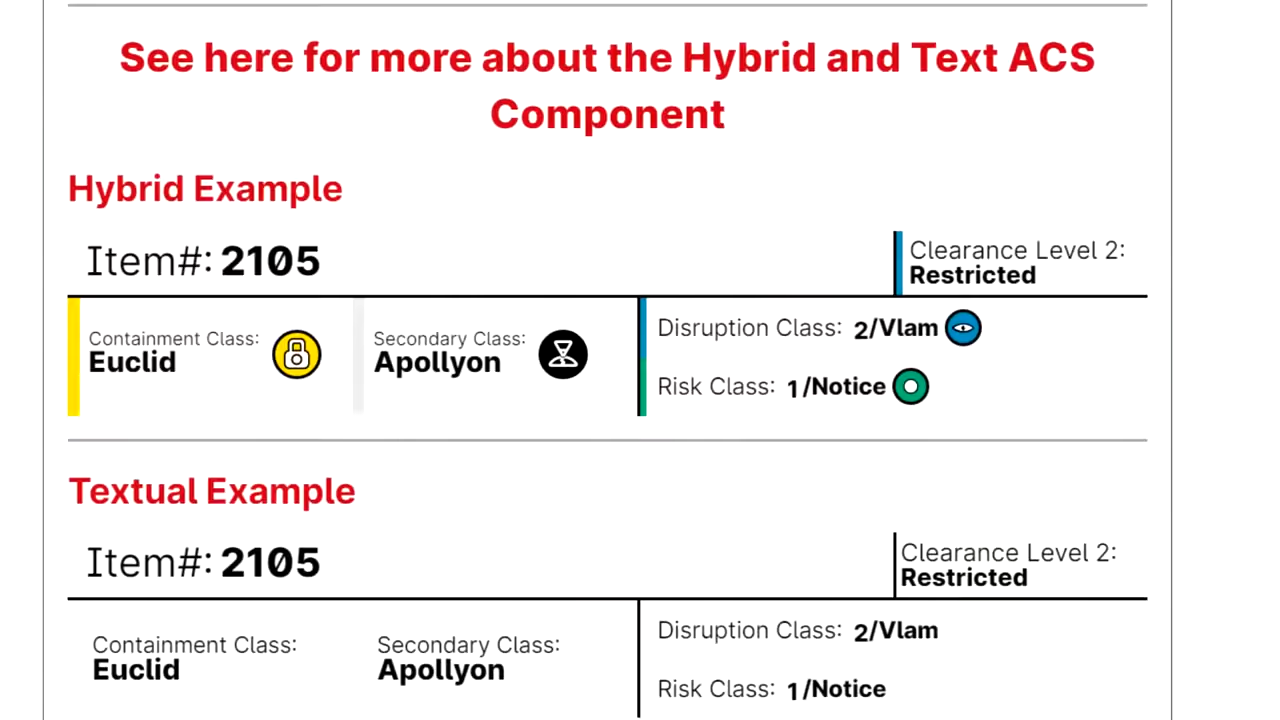 See here for more about the Hybrid and Text ACS
Component
Hybrid Example
Item#: 2105
Clearance Level 2:
Restricted
Containment Class:
Euclid
Secondary Class:
Apollyon
Disruption Class: 2/Vlam
Risk Class: 1/Notice
Textual Example
Item#: 2105
Clearance Level 2:
Restricted
Containment Class:
Euclid
Secondary Class:
Apollyon
Disruption Class: 2/Vlam
Risk Class: 1/Notice